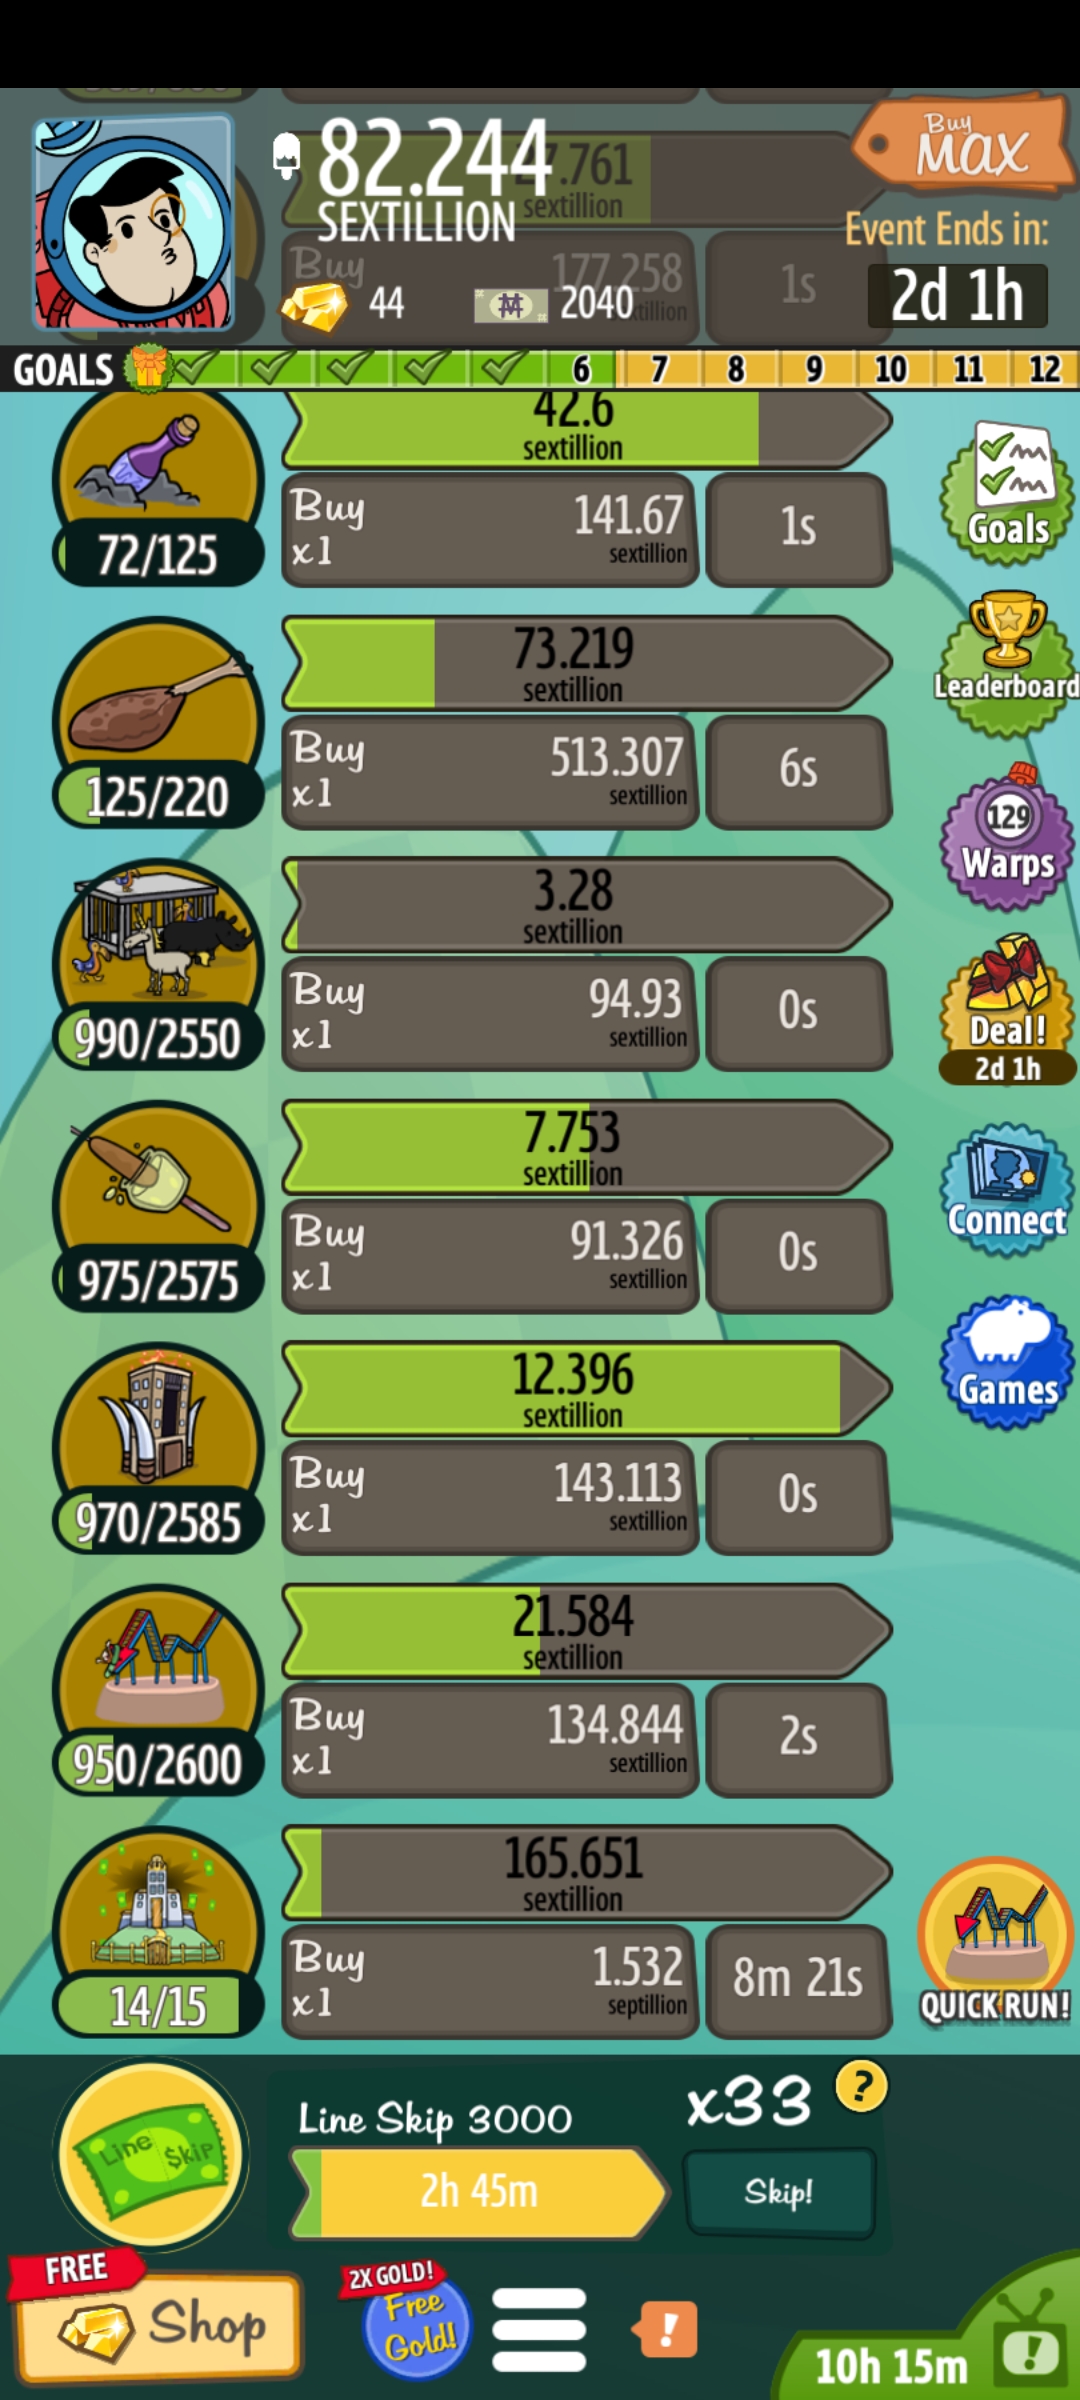 82.244
SEXTILLION
Buy
MAX
sextillion
Event Ends in:
2d 1h
Buy
177.258
1s
44
2040
GOALS
6
7
8
9
10
11
12
42.6
sextillion
72/125
Buy
x1
141.67
sextillion
1s
Goals
73.219
sextillion
125/220
Buy
x1
513.307
sextillion
6s
Leaderboard
129
Warps
3.28
sextillion
990/2550
Buy
x1
94.93
sextillion
0s
Deal!
2d 1h
7.753
sextillion
975/2575
Buy
x1
91.326
sextillion
0s
Connect
12.396
sextillion
970/2585
Buy
x1
143.113
sextillion
0s
Games
21.584
sextillion
950/2600
Buy
x1
134.844
sextillion
2s
165.651
sextillion
14/15
Buy
x1
1.532
septillion
8m 21s
QUICK RUN!
Line $kip
Line Skip 3000
x33
?
2h 45m
Skip!
FREE
Shop
2X GOLD!
Free
Gold!
!
10h 15m
!